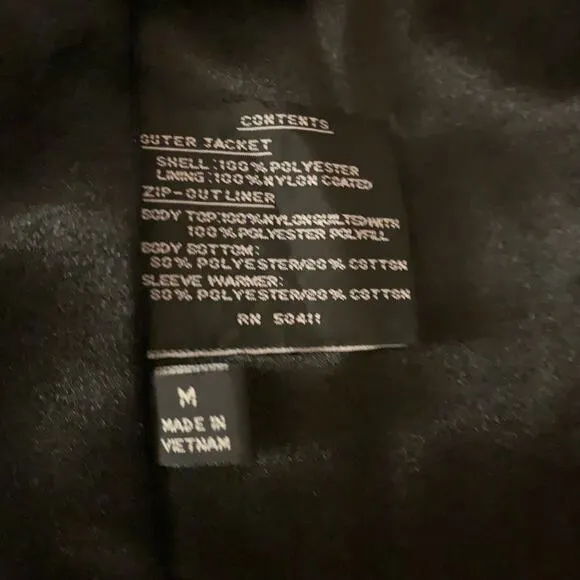 CONTENTS
OUTER JACKET
SHELL:100% POLYESTER
LINING:100% NYLON COATED
ZIP-OUT LINER
BODY TOP:100% NYLON QUILTED WITH
100% POLYESTER POLYFILL
BODY BOTTOM:
80% POLYESTER/20% COTTON
SLEEVE WARMER:
80% POLYESTER/20% COTTON
RN 50411
M
MADE IN
VIETNAM